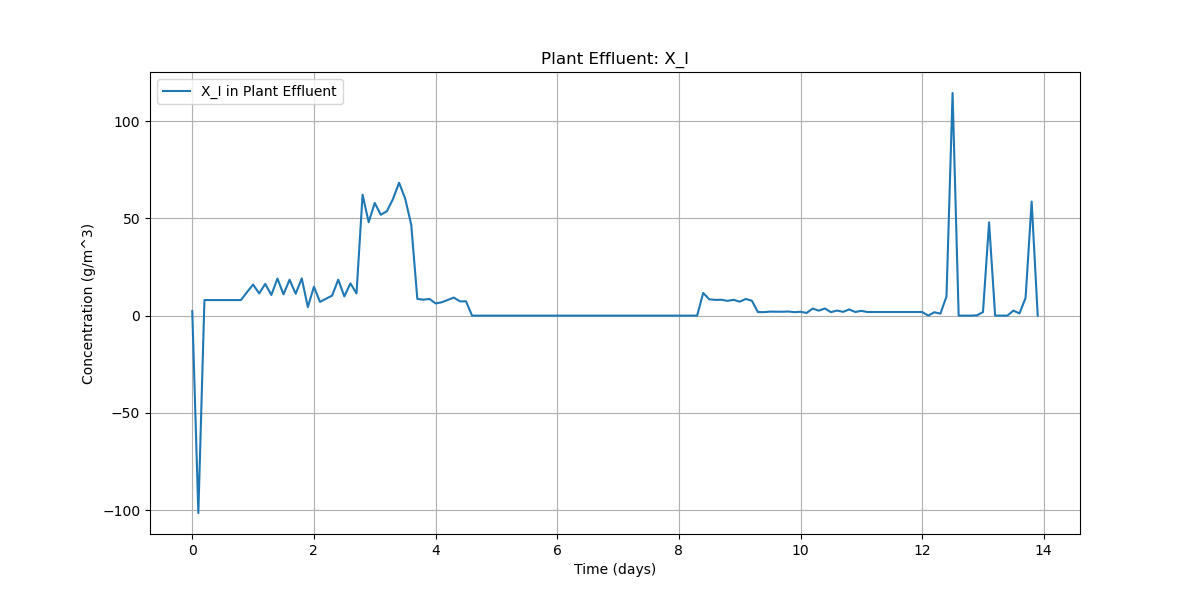 Plant Effluent: X_I
X_I in Plant Effluent
Concentration (g/m^3)
100
50
0
−50
−100
0 2 4 6 8 10 12 14
Time (days)